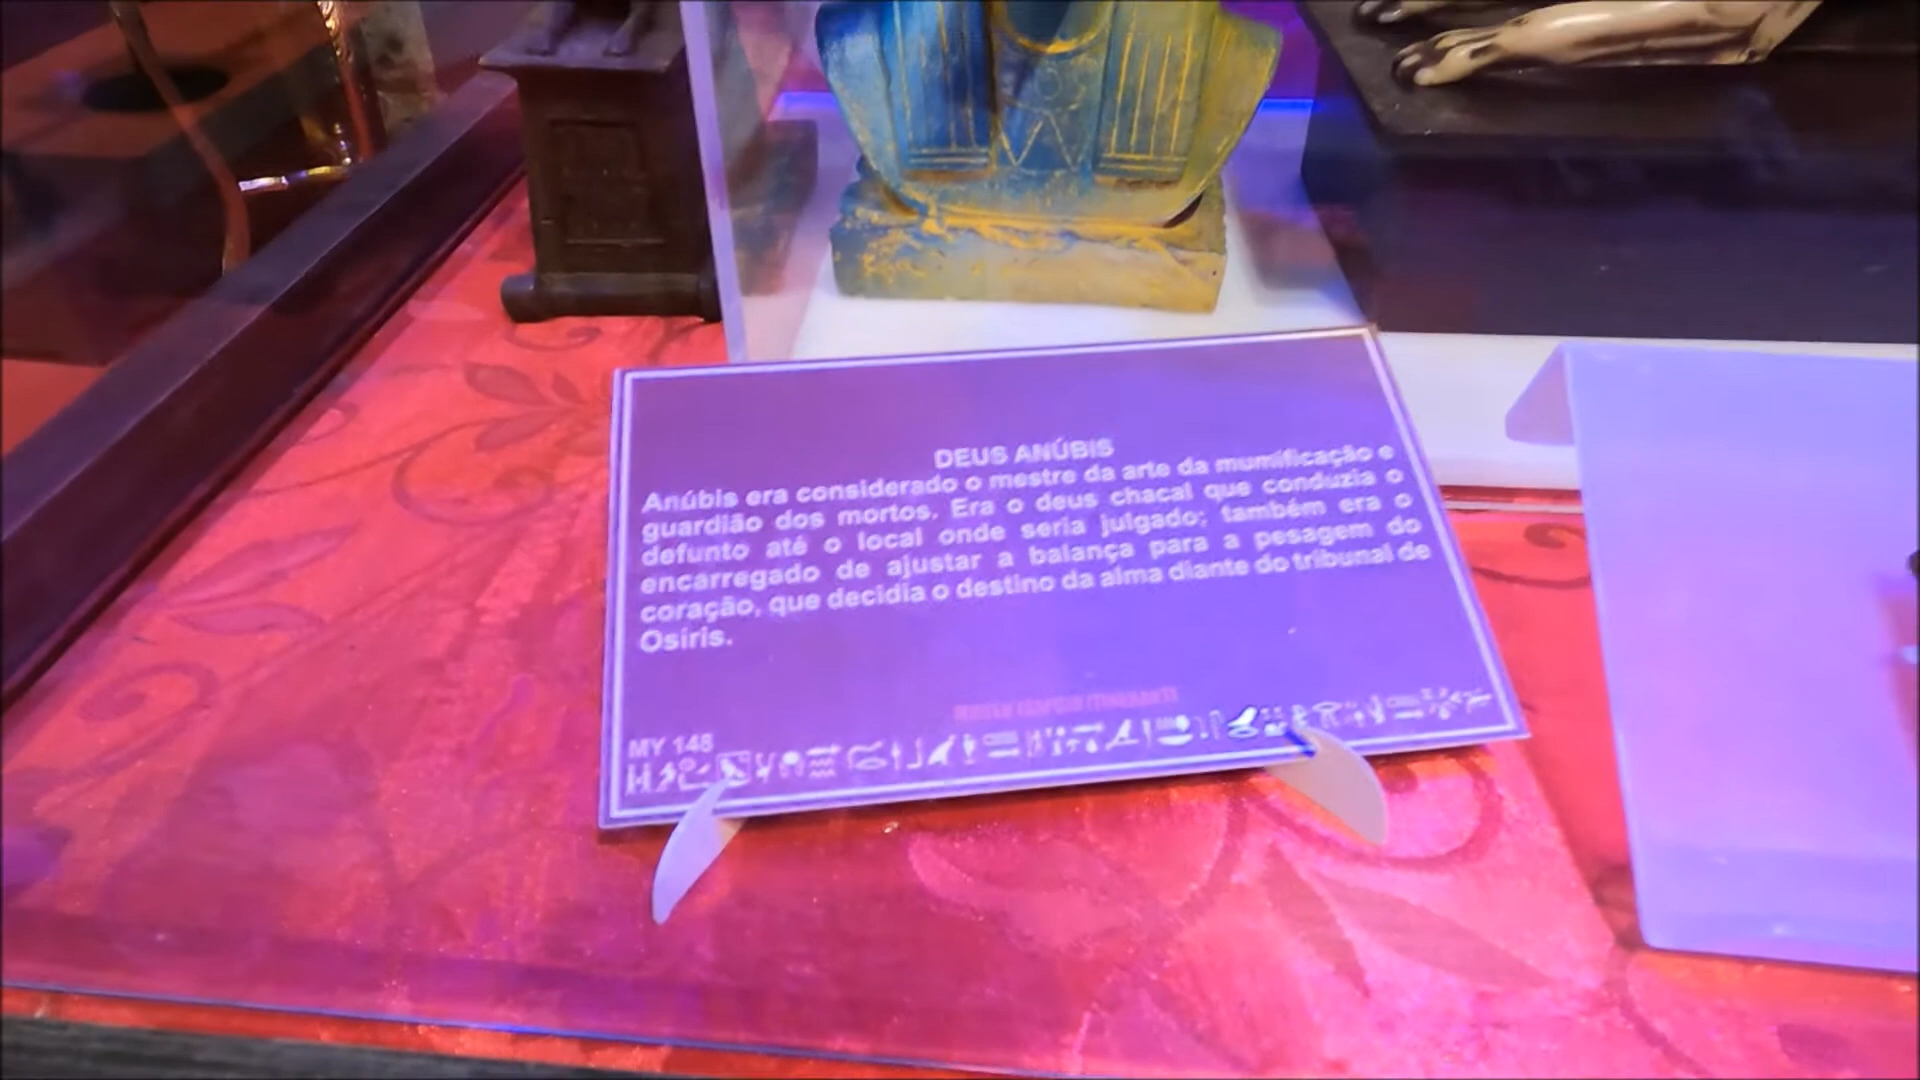 DEUS ANÚBIS
Anúbis era considerado o mestre da arte da mumificação e
guardião dos mortos. Era o deus chacal que conduzia o
defunto até o local onde seria julgado; também era o
encarregado de ajustar a balança para a pesagem do
coração, que decidia o destino da alma diante do tribunal de
Osíris.
MY 148